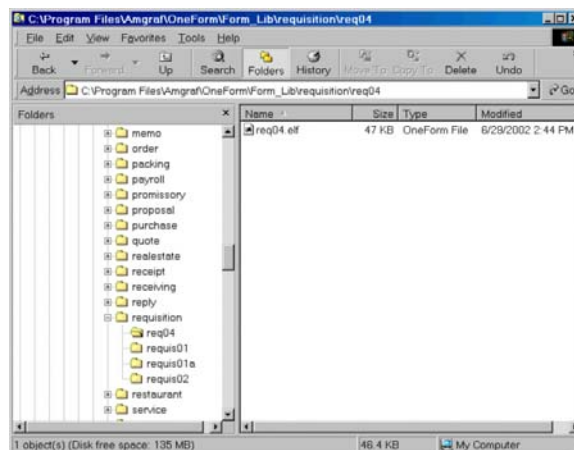 C:\Program Files\Amgraf\OneForm\Form_Lib\requisition\req04
File Edit View Favorites Tools Help
Back Forward Up Search Folders History Move To Copy To Delete Undo
Address C:\Program Files\Amgraf\OneForm\Form_Lib\requisition\req04 Go
Folders
Name Size Type Modified
req04.elf 47 KB OneForm File 6/28/2002 2:44 PM
memo
order
packing
payroll
promissory
proposal
purchase
quote
realestate
receipt
receiving
reply
requisition
req04
requis01
requis01a
requis02
restaurant
service
1 object(s) (Disk free space: 135 MB) 46.4 KB My Computer